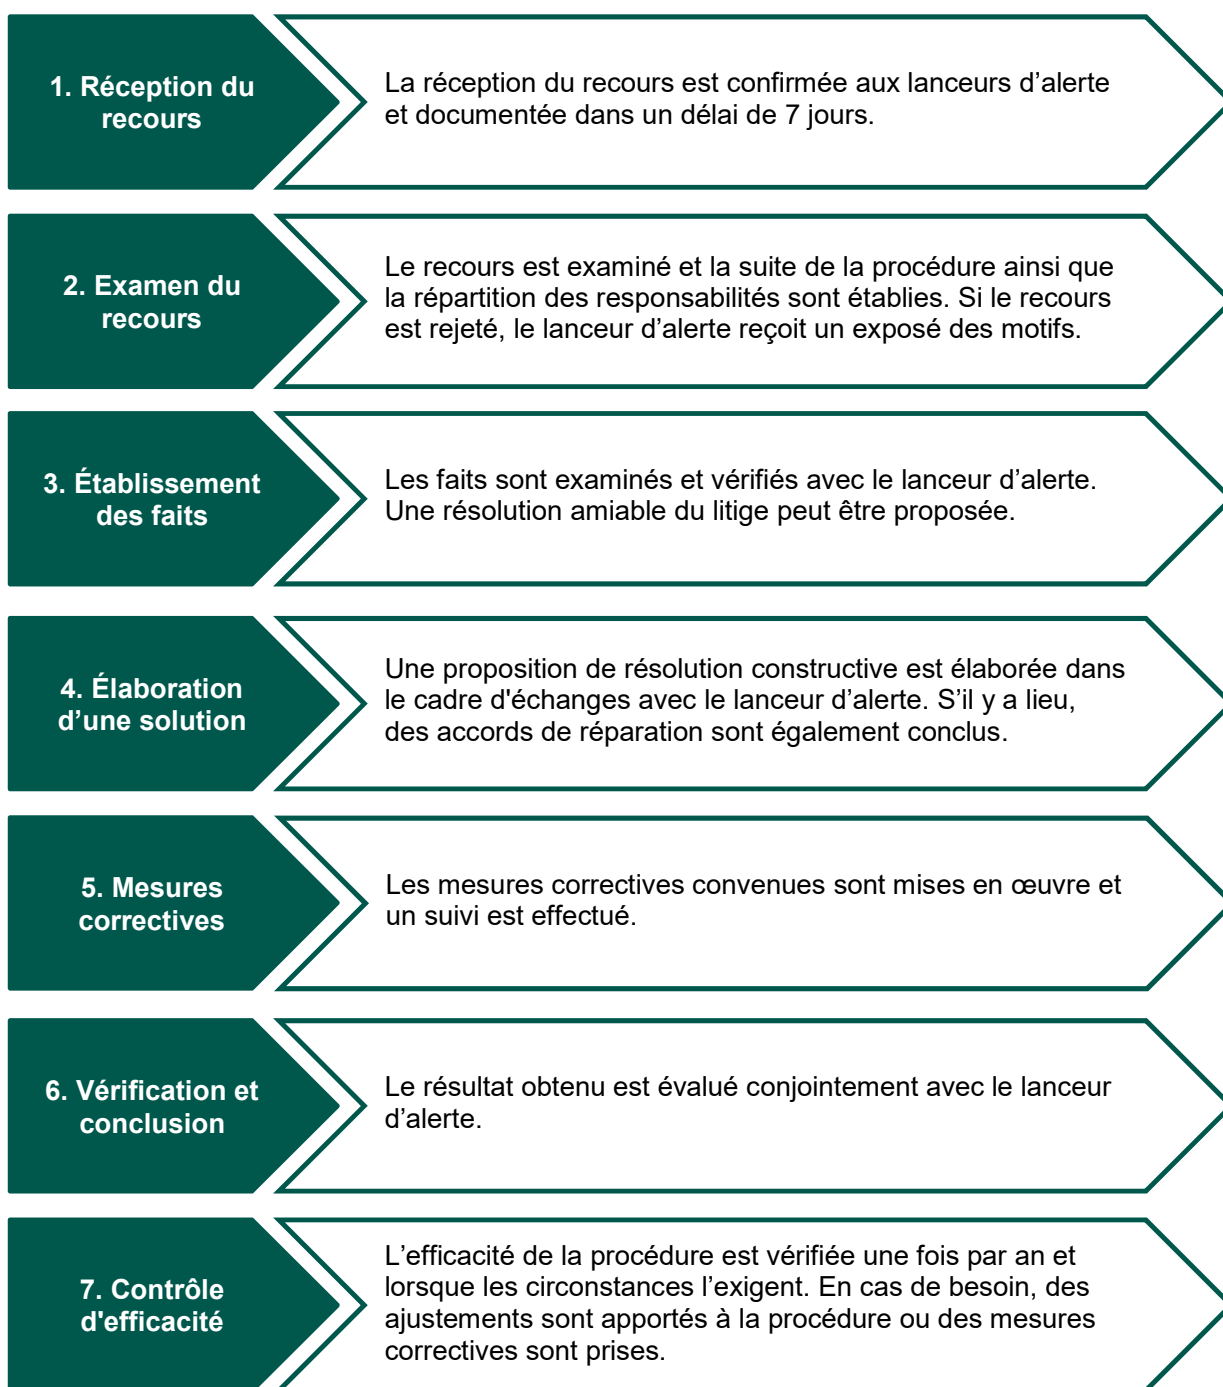 1. Réception du
recours
La réception du recours est confirmée aux lanceurs d’alerte
et documentée dans un délai de 7 jours.
2. Examen du
recours
Le recours est examiné et la suite de la procédure ainsi que
la répartition des responsabilités sont établies. Si le recours
est rejeté, le lanceur d’alerte reçoit un exposé des motifs.
3. Établissement
des faits
Les faits sont examinés et vérifiés avec le lanceur d’alerte.
Une résolution amiable du litige peut être proposée.
4. Élaboration
d’une solution
Une proposition de résolution constructive est élaborée dans
le cadre d'échanges avec le lanceur d’alerte. S’il y a lieu,
des accords de réparation sont également conclus.
5. Mesures
correctives
Les mesures correctives convenues sont mises en œuvre et
un suivi est effectué.
6. Vérification et
conclusion
Le résultat obtenu est évalué conjointement avec le lanceur
d’alerte.
7. Contrôle
d'efficacité
L’efficacité de la procédure est vérifiée une fois par an et
lorsque les circonstances l’exigent. En cas de besoin, des
ajustements sont apportés à la procédure ou des mesures
correctives sont prises.